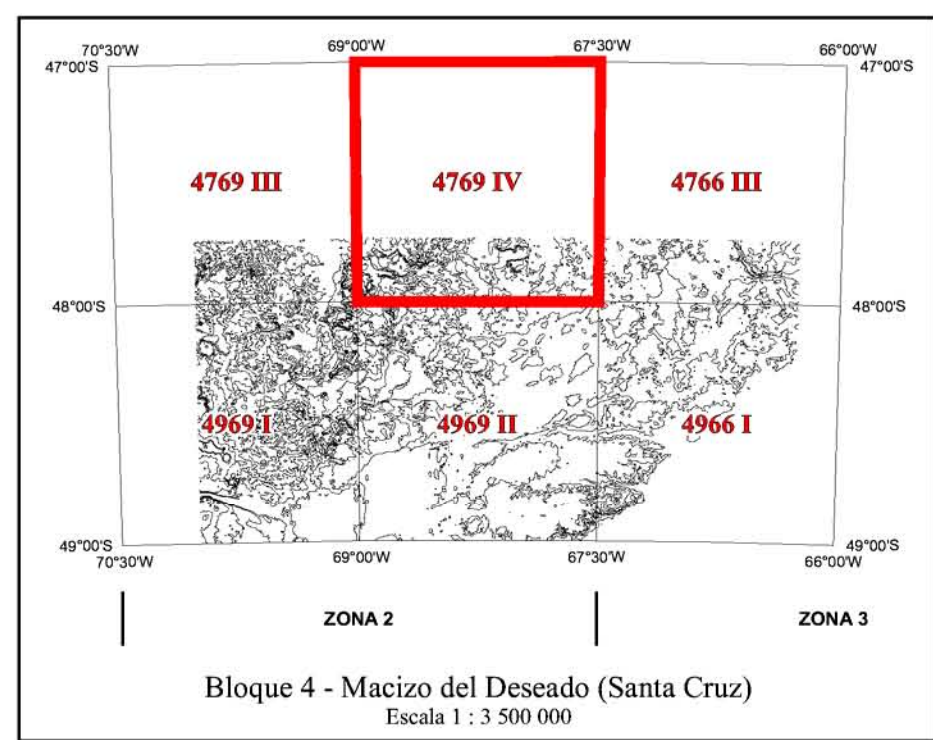 70°30'W 69°00'W 67°30'W 66°00'W
47°00'S 47°00'S
4769 III 4769 IV 4766 III
48°00'S 48°00'S
4969 I 4969 II 4966 I
49°00'S 49°00'S
70°30'W 69°00'W 67°30'W 66°00'W
ZONA 2 ZONA 3
Bloque 4 - Macizo del Deseado (Santa Cruz)
Escala 1 : 3 500 000